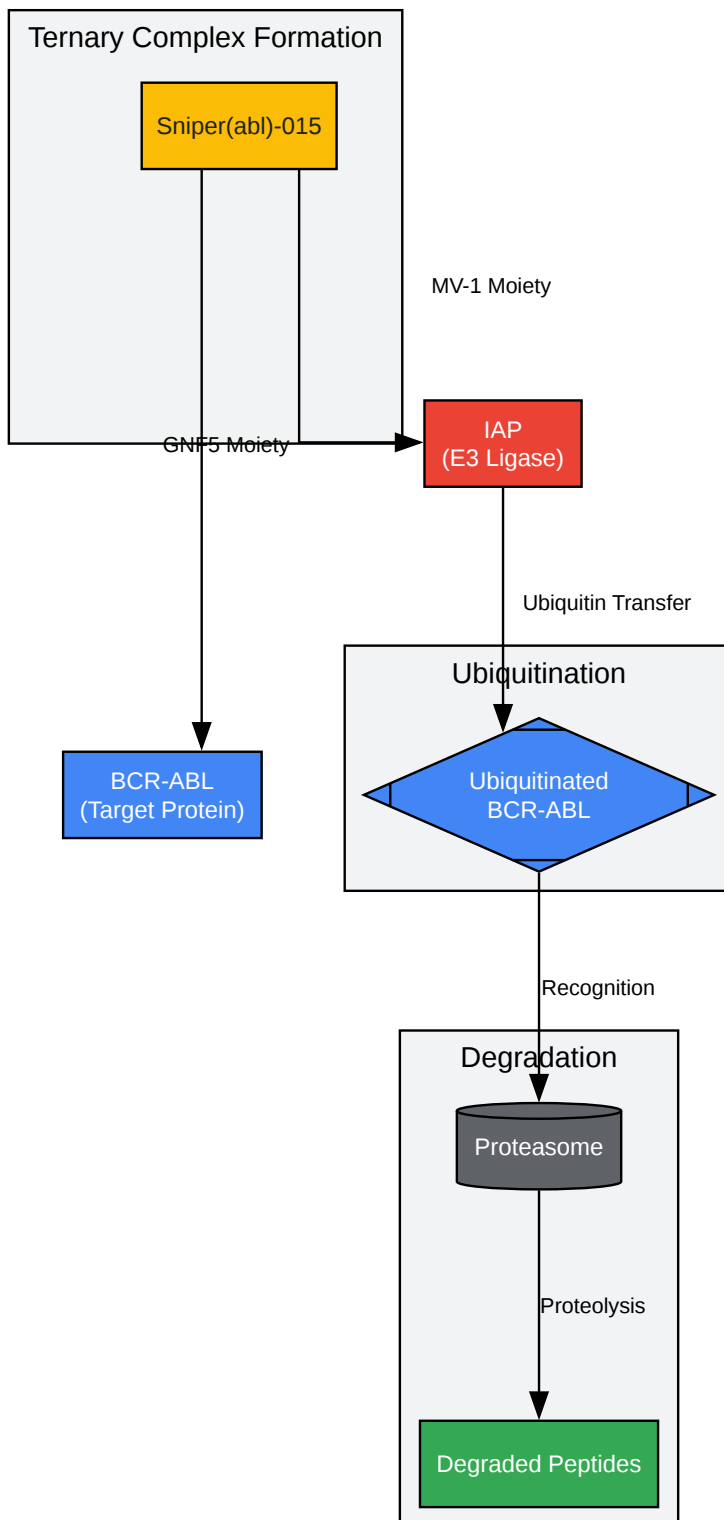 Ternary Complex Formation
Sniper(abl)-015
MV-1 Moiety
GNF5 Moiety
IAP
(E3 Ligase)
Ubiquitin Transfer
Ubiquitination
BCR-ABL
(Target Protein)
Ubiquitinated
BCR-ABL
Recognition
Degradation
Proteasome
Proteolysis
Degraded Peptides